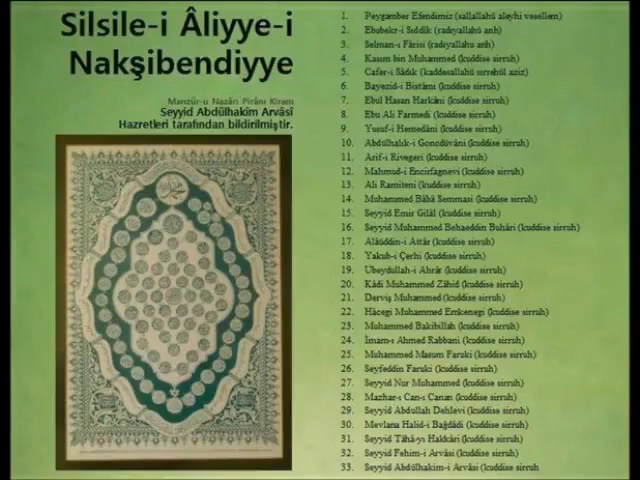 Silsile-i Âliyye-i
Nakşibendiyye
Manzûr-u Nazârı Pirânı Kiram
Seyyid Abdülhakîm Arvâsî
Hazretleri tarafından bildirilmiştir.
1. Peygamber Efendimiz (sallallahü aleyhi vesellem)
2. Ebubekr-i Sıddîk (radıyallahü anh)
3. Selman-ı Fârisi (radıyallahü anh)
4. Kasım bin Muhammed (kuddise sirruh)
5. Cafer-i Sâdık (kaddesallahü sırrehül aziz)
6. Bayezid-i Bistâmi (kuddise sirruh)
7. Ebul Hasan Harkâni (kuddise sirruh)
8. Ebu Ali Farmedî (kuddise sirruh)
9. Yusuf-i Hemedâni (kuddise sirruh)
10. Abdülhalık-i Goncdüvâni (kuddise sirruh)
11. Arif-i Rivegeri (kuddise sirruh)
12. Mahmud-i Encirfagnevi (kuddise sirruh)
13. Ali Ramiteni (kuddise sirruh)
14. Muhammed Bâbâ Semmasi (kuddise sirruh)
15. Seyyid Emir Gilâl (kuddise sirruh)
16. Seyyid Muhammed Behaeddin Buhâri (kuddise sirruh)
17. Alâüddin-i Attâr (kuddise sirruh)
18. Yakub-i Çerhi (kuddise sirruh)
19. Ubeydullah-i Ahrâr (kuddise sirruh)
20. Kâdi Muhammed Zâhid (kuddise sirruh)
21. Derviş Muhammed (kuddise sirruh)
22. Hâcegi Muhammed Emkenegi (kuddise sirruh)
23. Muhammed Bakibillah (kuddise sirruh)
24. İmam-ı Ahmed Rabbani (kuddise sirruh)
25. Muhammed Masum Faruki (kuddise sirruh)
26. Seyfeddin Faruki (kuddise sirruh)
27. Seyyid Nur Muhammed (kuddise sirruh)
28. Mazhar-ı Can-ı Canan (kuddise sirruh)
29. Seyyid Abdullah Dehlevi (kuddise sirruh)
30. Mevlana Halid-i Bağdâdi (kuddise sirruh)
31. Seyyid Tâhâ-yı Hakkâri (kuddise sirruh)
32. Seyyid Fehim-i Arvâsi (kuddise sirruh)
33. Seyyid Abdülhakim-i Arvâsi (kuddise sirruh